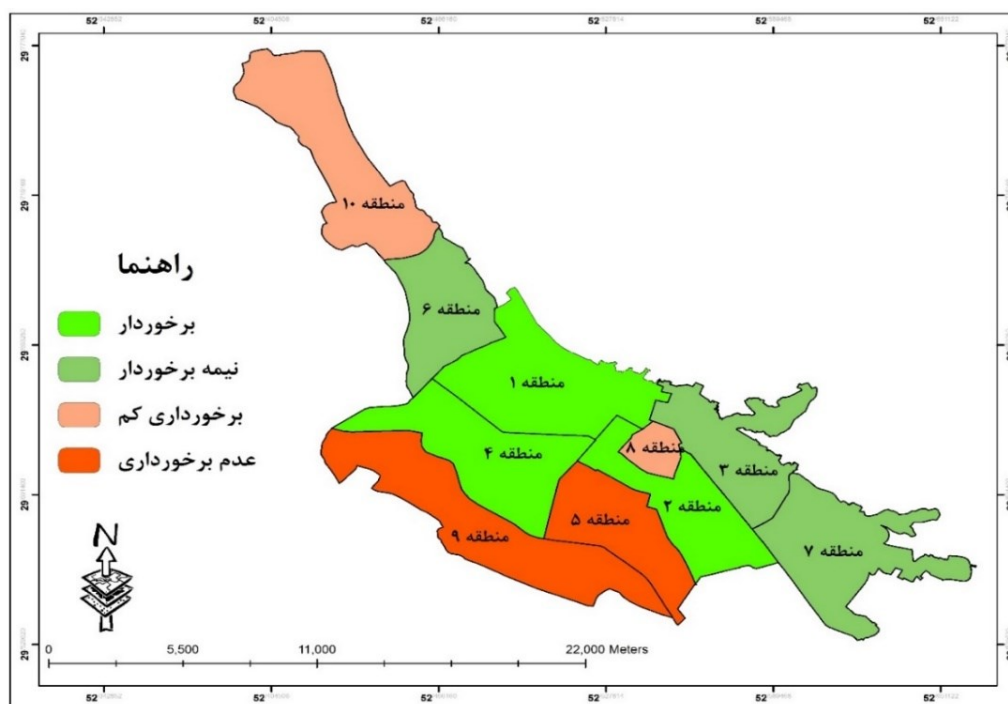 منطقه ۱۰
منطقه ۶
منطقه ۱
منطقه ۸
منطقه ۴
منطقه ۳
منطقه ۲
منطقه ۵
منطقه ۹
منطقه ۷
راهنما
برخوردار
نیمه برخوردار
برخورداری کم
عدم برخورداری
N
0 5,500 11,000 22,000 Meters